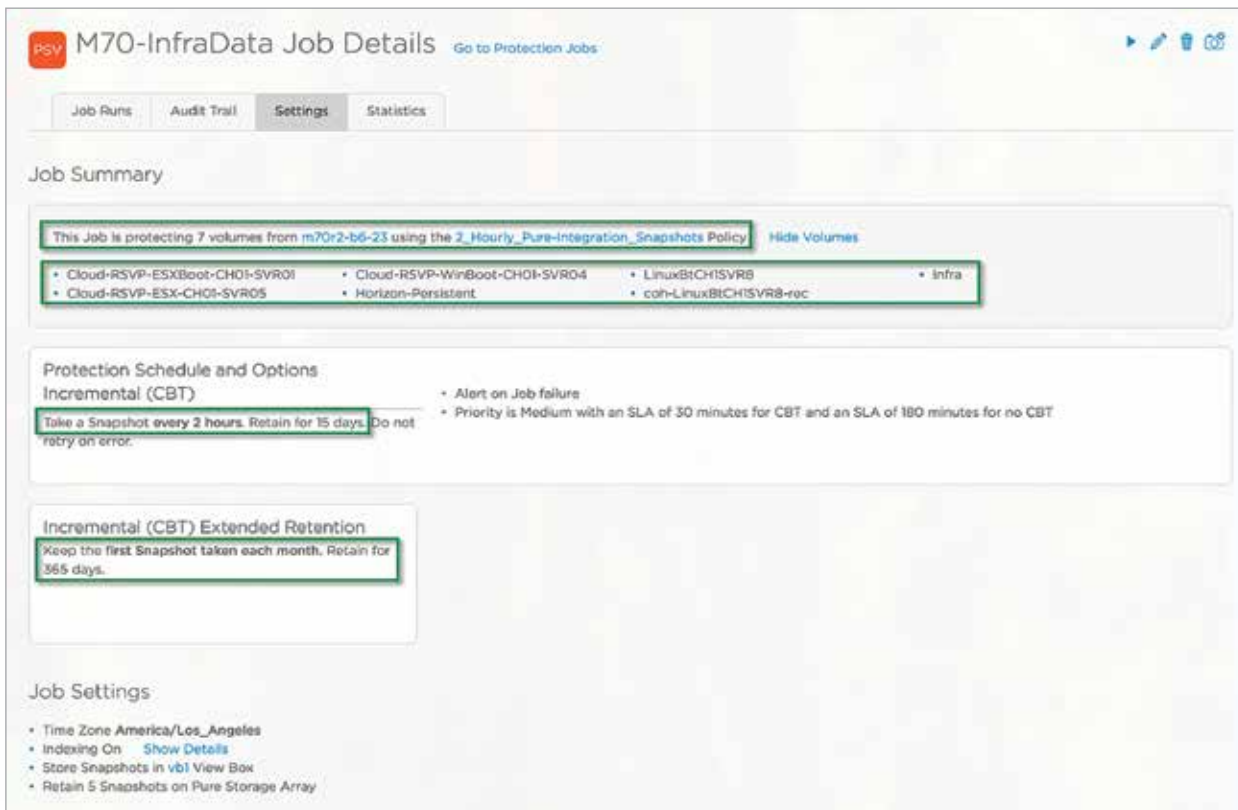 PSV M70-InfraData Job Details Go to Protection Jobs
Job Runs Audit Trail Settings Statistics
Job Summary
This Job is protecting 7 volumes from m70r2-b6-23 using the 2_Hourly_Pure-Integration_Snapshots Policy Hide Volumes
• Cloud-RSVP-ESXBoot-CH01-SVR01 • Cloud-RSVP-WinBoot-CH01-SVR04 • LinuxBtCH1SVR8 • Infra
• Cloud-RSVP-ESX-CH01-SVR05 • Horizon-Persistent • coh-LinuxBtCH1SVR8-rec
Protection Schedule and Options
Incremental (CBT)
• Alert on Job failure
• Priority is Medium with an SLA of 30 minutes for CBT and an SLA of 180 minutes for no CBT
Take a Snapshot every 2 hours. Retain for 15 days. Do not
retry on error.
Incremental (CBT) Extended Retention
Keep the first Snapshot taken each month. Retain for
365 days.
Job Settings
• Time Zone America/Los_Angeles
• Indexing On Show Details
• Store Snapshots in vb1 View Box
• Retain 5 Snapshots on Pure Storage Array